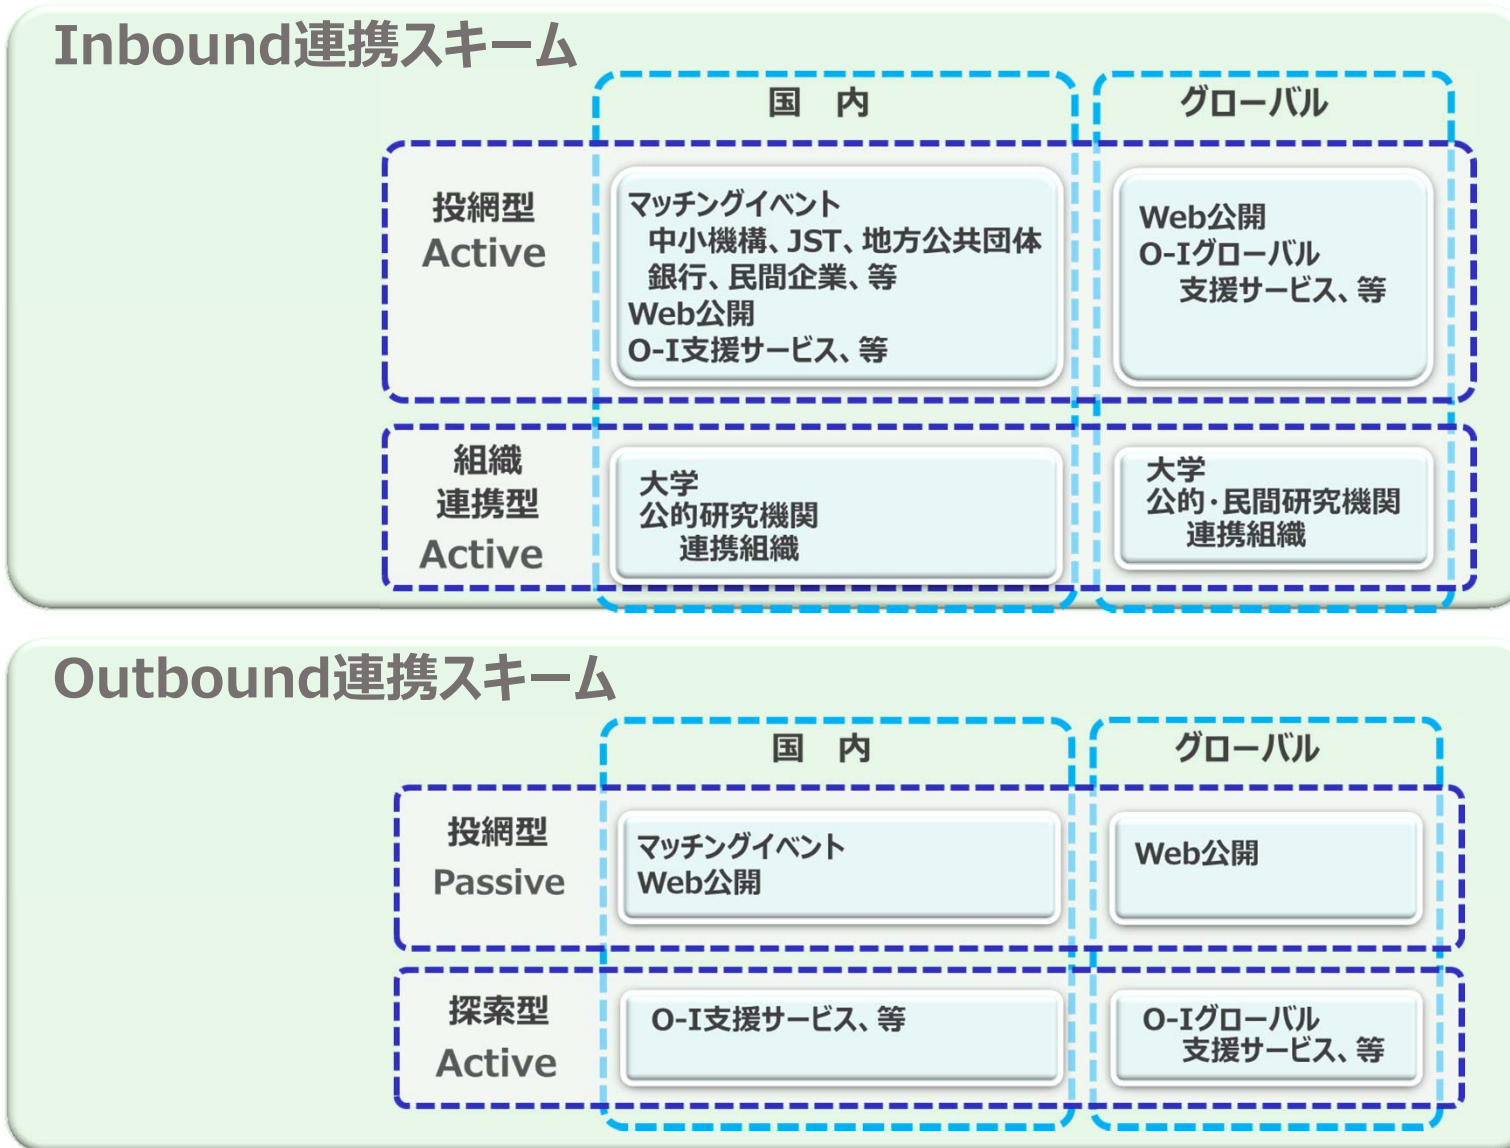 Inbound連携スキーム
国 内
グローバル
投網型
Active
マッチングイベント
中小機構、JST、地方公共団体
銀行、民間企業、等
Web公開
O-I支援サービス、等
Web公開
O-Iグローバル
支援サービス、等
組織
連携型
Active
大学
公的研究機関
連携組織
大学
公的・民間研究機関
連携組織
Outbound連携スキーム
国 内
グローバル
投網型
Passive
マッチングイベント
Web公開
Web公開
探索型
Active
O-I支援サービス、等
O-Iグローバル
支援サービス、等